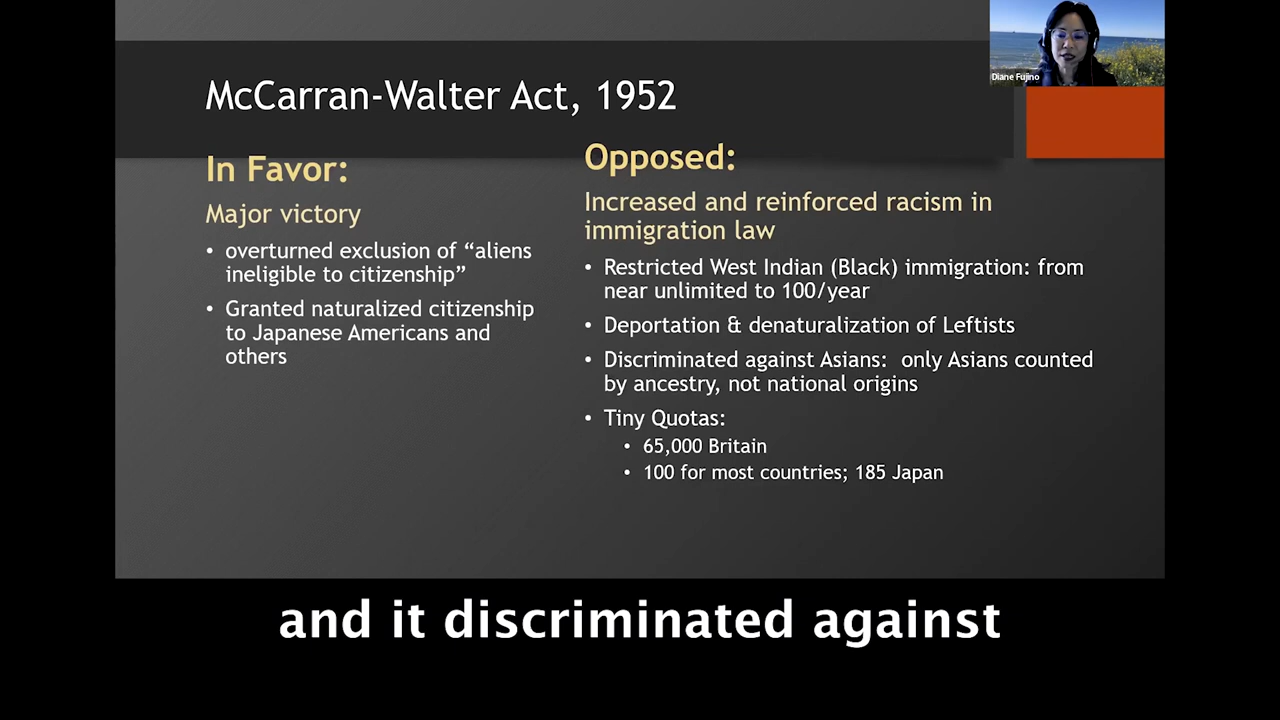 Diane Fujino
McCarran-Walter Act, 1952
In Favor:
Major victory
• overturned exclusion of “aliens
ineligible to citizenship”
• Granted naturalized citizenship
to Japanese Americans and
others
Opposed:
Increased and reinforced racism in
immigration law
• Restricted West Indian (Black) immigration: from
near unlimited to 100/year
• Deportation & denaturalization of Leftists
• Discriminated against Asians:  only Asians counted
by ancestry, not national origins
• Tiny Quotas:
• 65,000 Britain
• 100 for most countries; 185 Japan
and it discriminated against